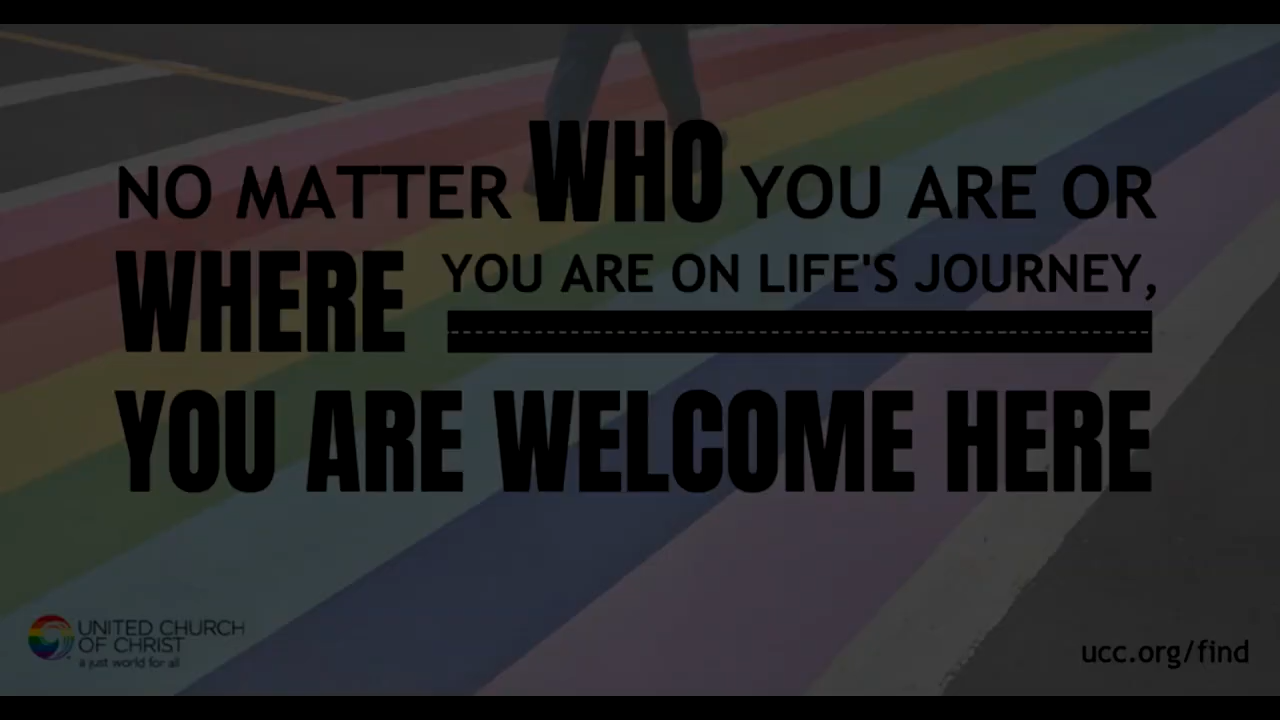 NO MATTER WHO YOU ARE OR
WHERE YOU ARE ON LIFE'S JOURNEY,
YOU ARE WELCOME HERE
UNITED CHURCH
OF CHRIST
a just world for all
ucc.org/find